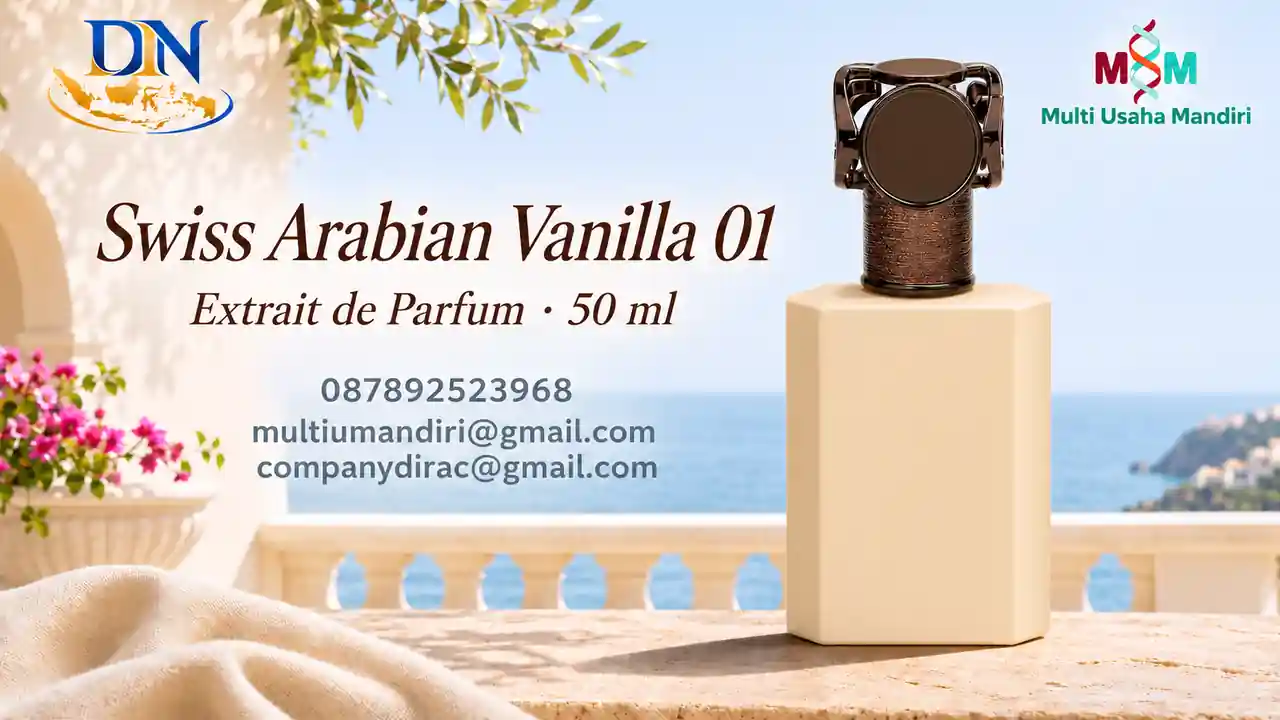 DN
MSM
Multi Usaha Mandiri
Swiss Arabian Vanilla 01
Extrait de Parfum · 50 ml
087892523968
multiumandiri@gmail.com
companydirac@gmail.com